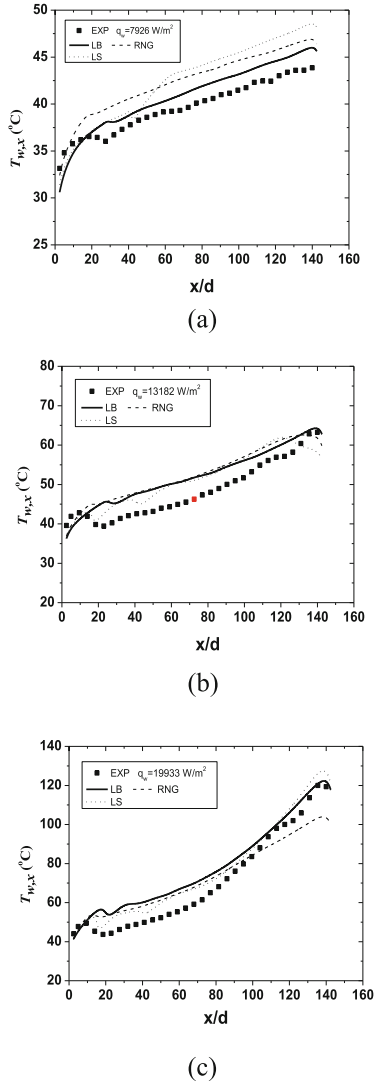 50
45
40
35
30
25
T_w,x (°C)
EXP q_w=7926 W/m²
LB RNG
LS
0 20 40 60 80 100 120 140 160
x/d
(a)
80
70
60
50
40
30
20
T_w,x (°C)
EXP q_w=13182 W/m²
LB RNG
LS
0 20 40 60 80 100 120 140 160
x/d
(b)
140
120
100
80
60
40
20
T_w,x (°C)
EXP q_w=19933 W/m²
LB RNG
LS
0 20 40 60 80 100 120 140 160
x/d
(c)